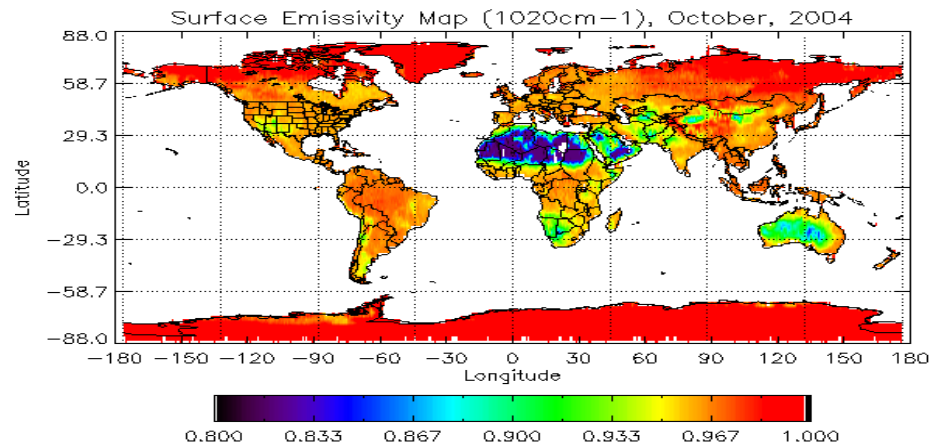 Surface Emissivity Map (1020cm-1), October, 2004
88.0
58.7
29.3
0.0
-29.3
-58.7
-88.0
Latitude
-180 -150 -120 -90 -60 -30 0 30 60 90 120 150 180
Longitude
0.800 0.833 0.867 0.900 0.933 0.967 1.000